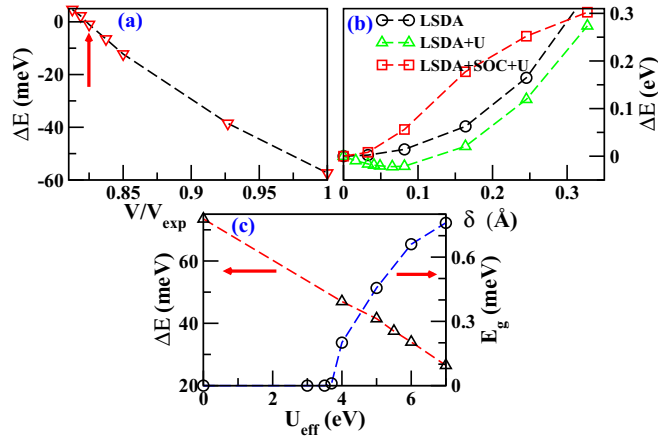 (a)
ΔE (meV)
0
-20
-40
-60
0.85
0.9
0.95
1
V/V_exp
(b)
LSDA
LSDA+U
LSDA+SOC+U
0.3
0.2
0.1
0
ΔE (eV)
0
0.1
0.2
0.3
δ (Å)
(c)
ΔE (meV)
80
60
40
20
0
2
4
6
U_eff (eV)
0.6
0.3
0
E_g (meV)